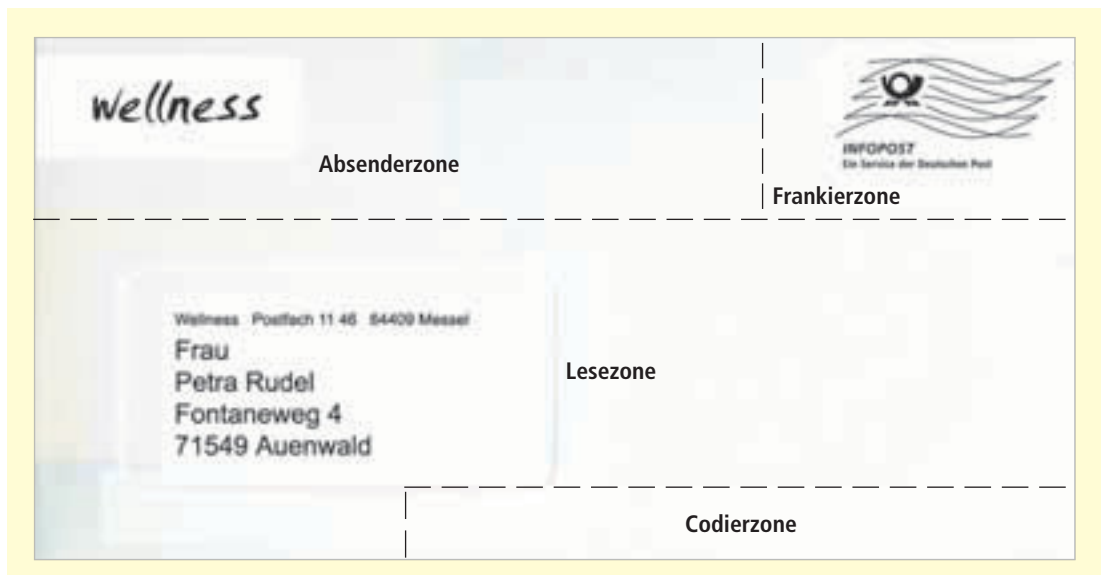 wellness
Absenderzone
INFOPOST
Ein Service der Deutschen Post
Frankierzone
Wellness Postfach 11 46 64409 Messel
Frau
Petra Rudel
Fontaneweg 4
71549 Auenwald
Lesezone
Codierzone